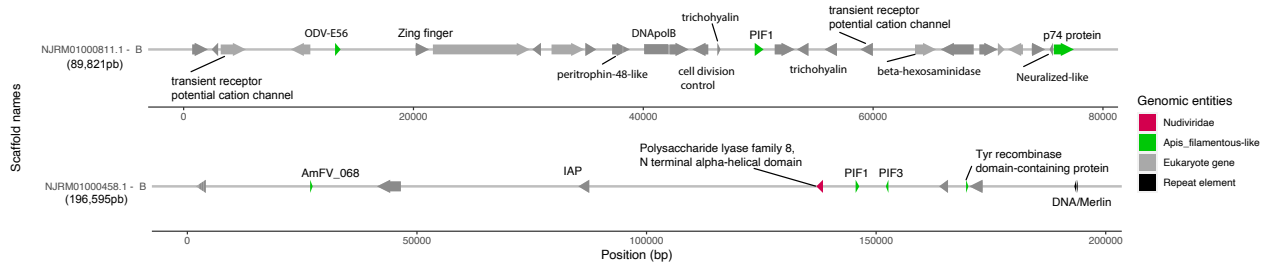 transient receptor
potential cation channel
trichohyalin
ODV-E56
Zing finger
DNApolB
PIF1
p74 protein
NJRM01000811.1 - B
(89,821pb)
transient receptor
potential cation channel
peritrophin-48-like
cell division
control
trichohyalin
beta-hexosaminidase
Neuralized-like
0
20000
40000
60000
80000
Scaffold names
Genomic entities
Nudiviridae
Apis_filamentous-like
Eukaryote gene
Repeat element
Polysaccharide lyase family 8,
N terminal alpha-helical domain
Tyr recombinase
domain-containing protein
AmFV_068
IAP
PIF1
PIF3
NJRM01000458.1 - B
(196,595pb)
DNA/Merlin
0
50000
100000
150000
200000
Position (bp)